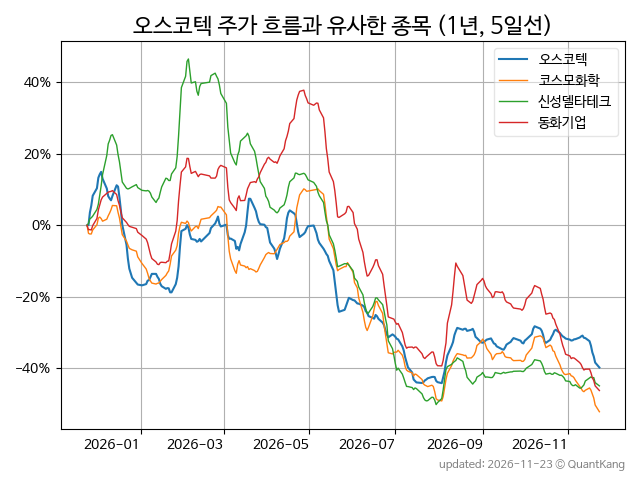 오스코텍 주가 흐름과 유사한 종목 (1년, 5일선)
오스코텍
코스모화학
신성델타테크
동화기업
40%
20%
0%
−20%
−40%
2026−01
2026−03
2026−05
2026−07
2026−09
2026−11
updated: 2026-11-23 ⓒ QuantKang